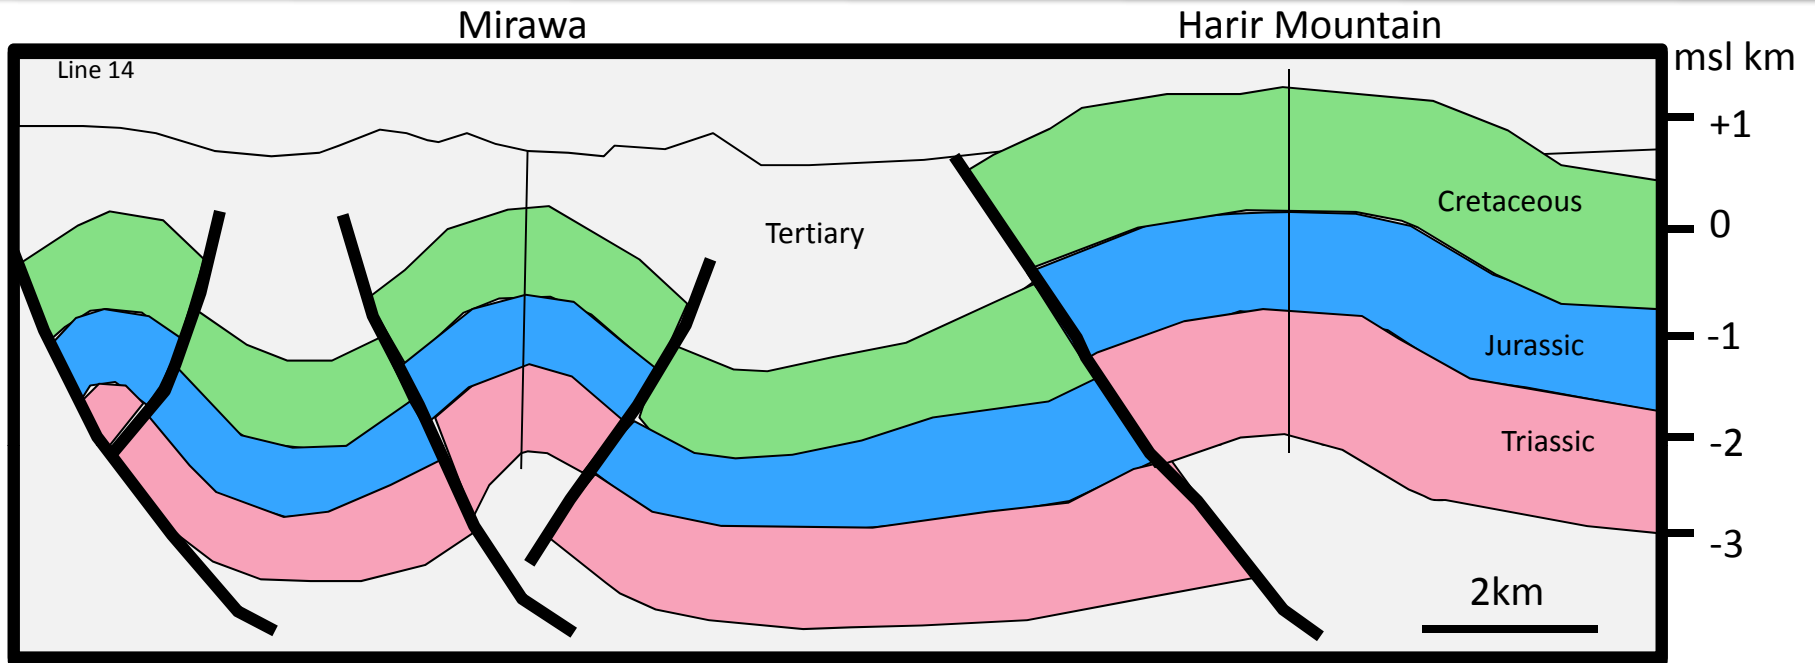 Mirawa
Harir Mountain
msl km
Line 14
+1
Cretaceous
0
Tertiary
-1
Jurassic
-2
Triassic
-3
2km